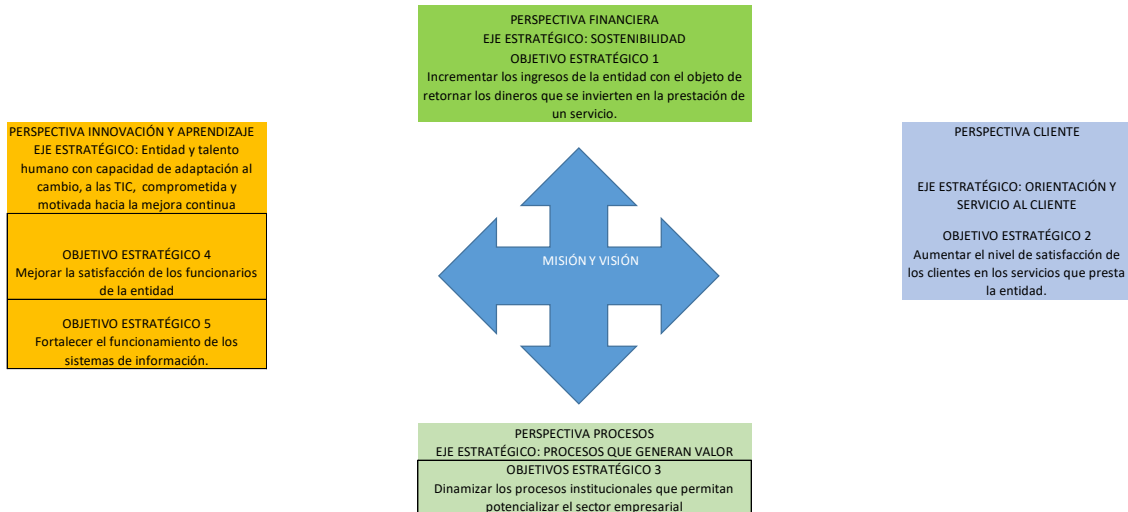 PERSPECTIVA FINANCIERA
EJE ESTRATÉGICO: SOSTENIBILIDAD
OBJETIVO ESTRATÉGICO 1
Incrementar los ingresos de la entidad con el objeto de
retornar los dineros que se invierten en la prestación de
un servicio.
PERSPECTIVA INNOVACIÓN Y APRENDIZAJE
EJE ESTRATÉGICO: Entidad y talento
humano con capacidad de adaptación al
cambio, a las TIC, comprometida y
motivada hacia la mejora continua
OBJETIVO ESTRATÉGICO 4
Mejorar la satisfacción de los funcionarios
de la entidad
OBJETIVO ESTRATÉGICO 5
Fortalecer el funcionamiento de los
sistemas de información.
MISIÓN Y VISIÓN
PERSPECTIVA CLIENTE
EJE ESTRATÉGICO: ORIENTACIÓN Y
SERVICIO AL CLIENTE
OBJETIVO ESTRATÉGICO 2
Aumentar el nivel de satisfacción de
los clientes en los servicios que presta
la entidad.
PERSPECTIVA PROCESOS
EJE ESTRATÉGICO: PROCESOS QUE GENERAN VALOR
OBJETIVOS ESTRATÉGICO 3
Dinamizar los procesos institucionales que permitan
potencializar el sector empresarial